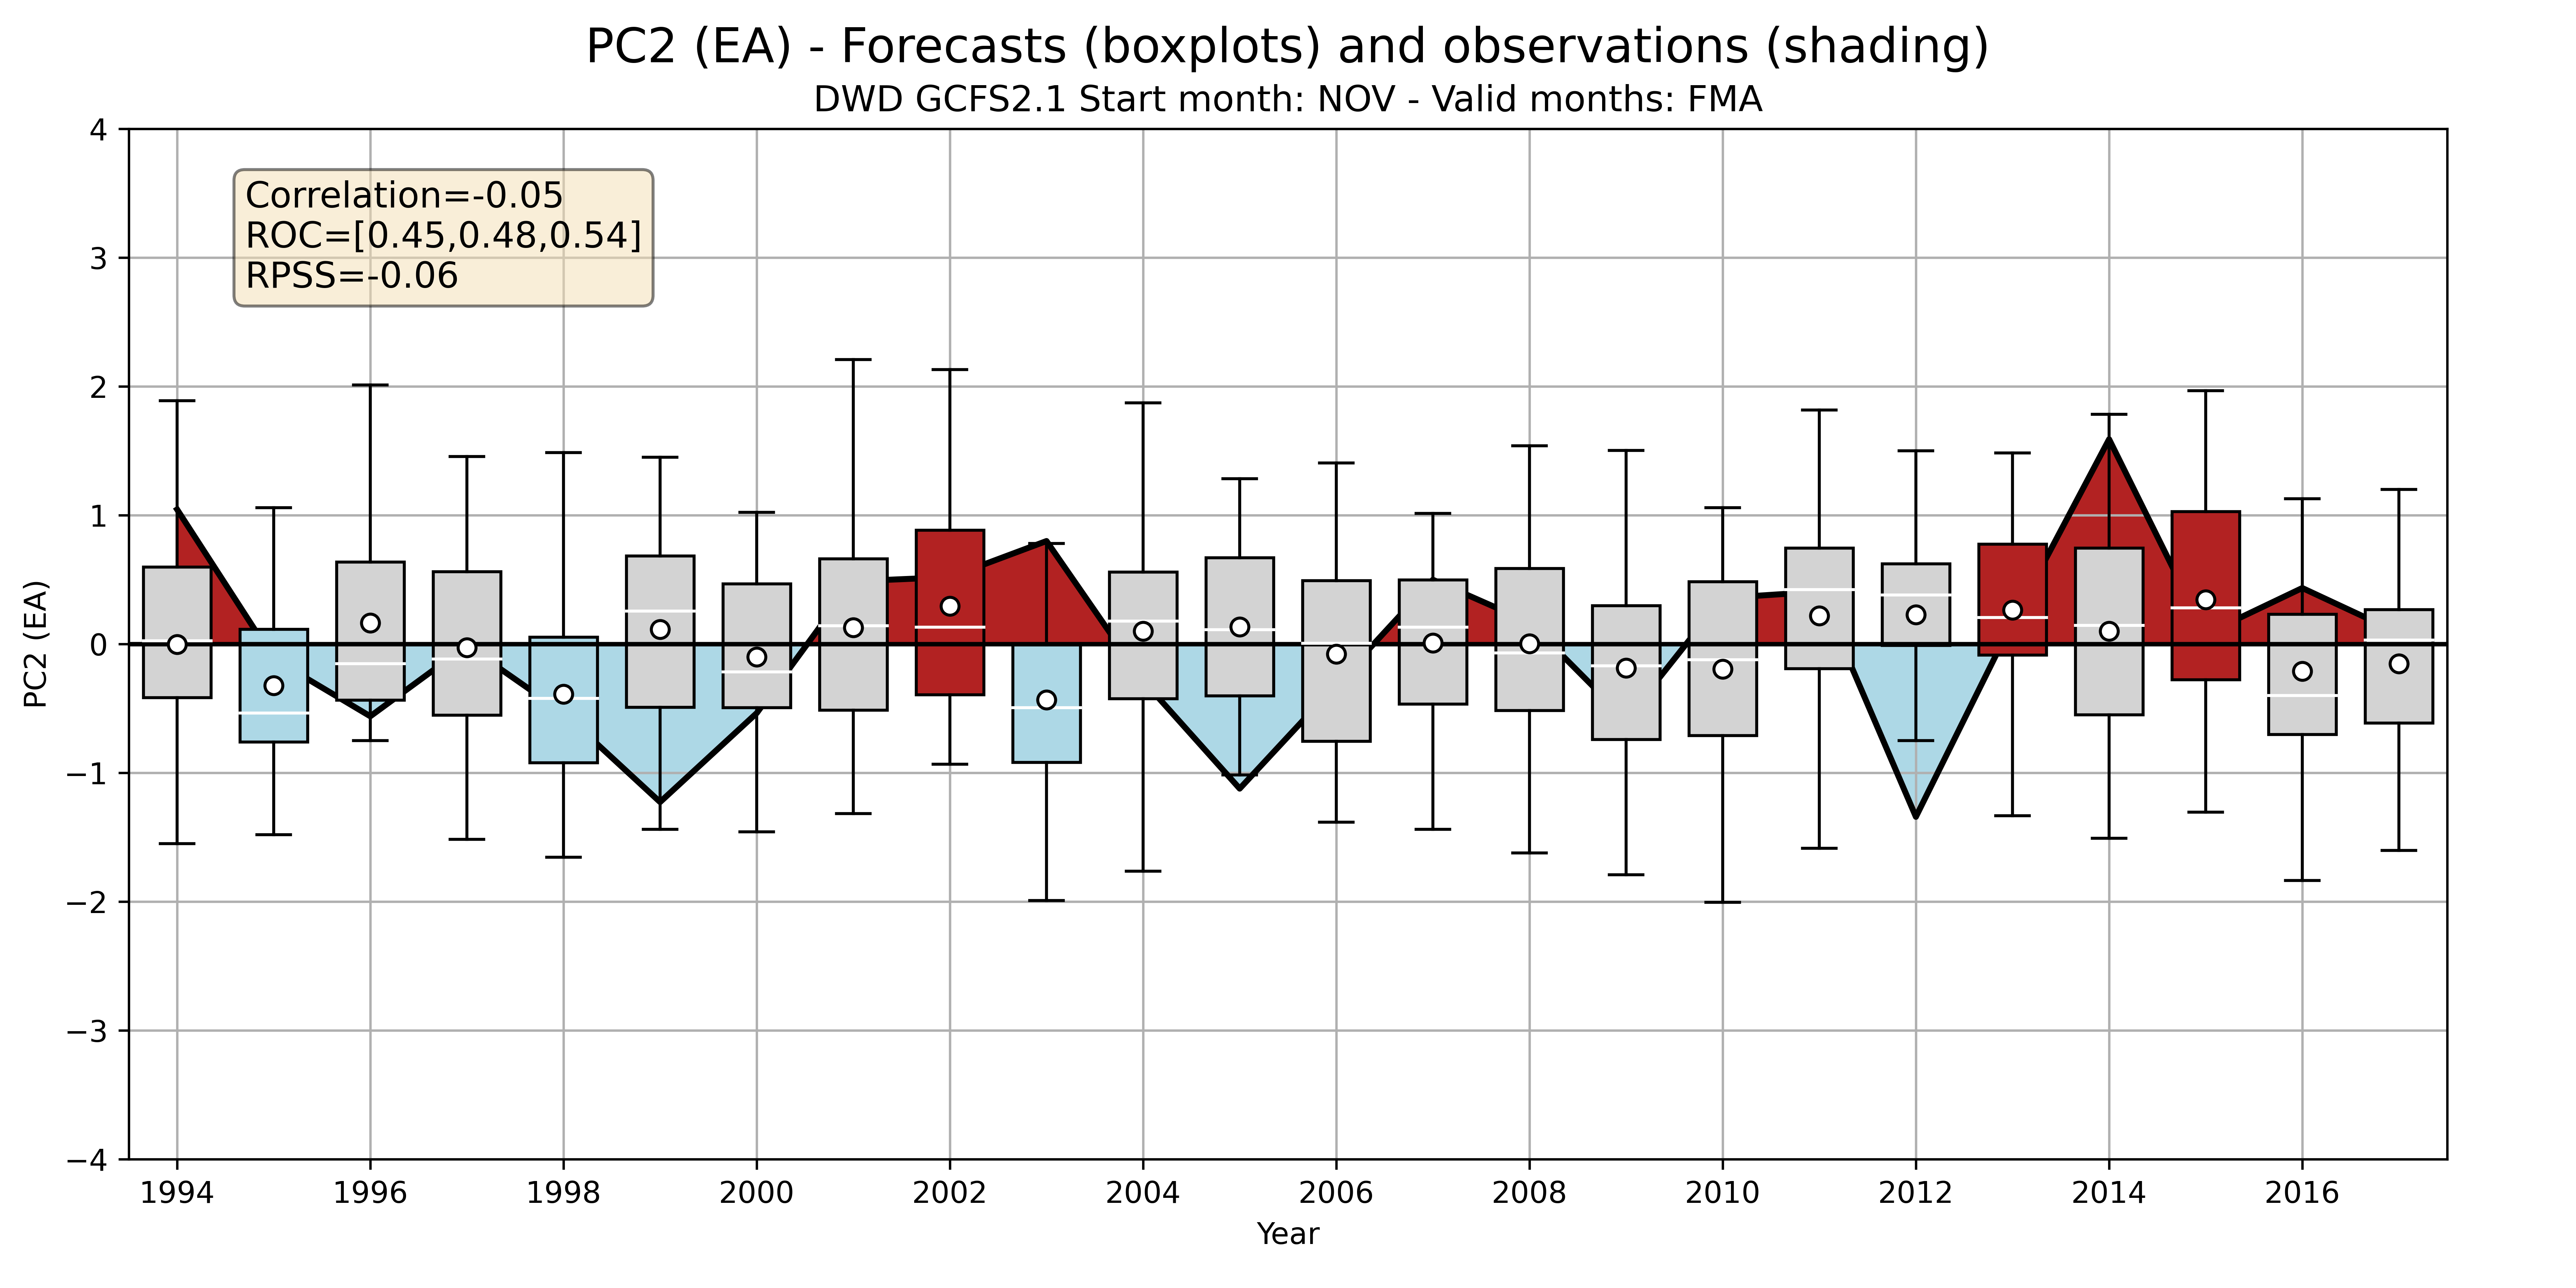 PC2 (EA) - Forecasts (boxplots) and observations (shading)
DWD GCFS2.1 Start month: NOV - Valid months: FMA
Correlation=-0.05
ROC=[0.45,0.48,0.54]
RPSS=-0.06
PC2 (EA)
4
3
2
1
0
−1
−2
−3
−4
1994 1996 1998 2000 2002 2004 2006 2008 2010 2012 2014 2016
Year